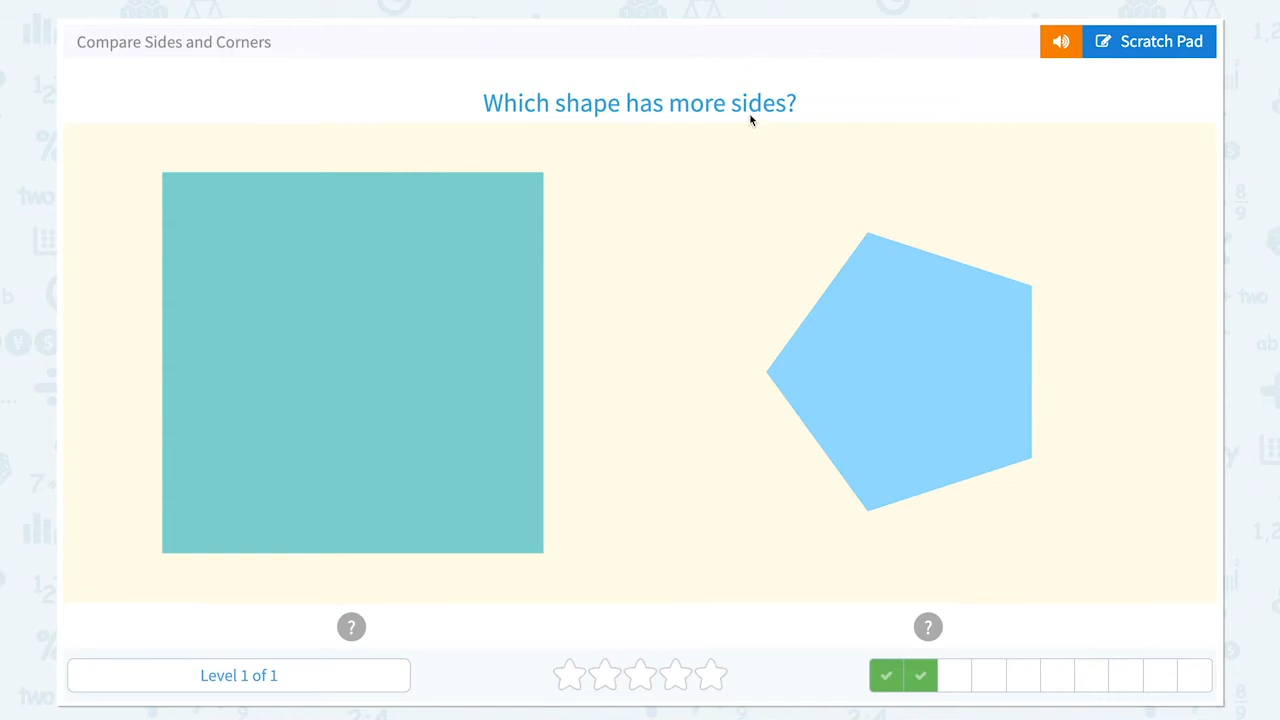 Compare Sides and Corners
Scratch Pad
Which shape has more sides?
?
?
Level 1 of 1